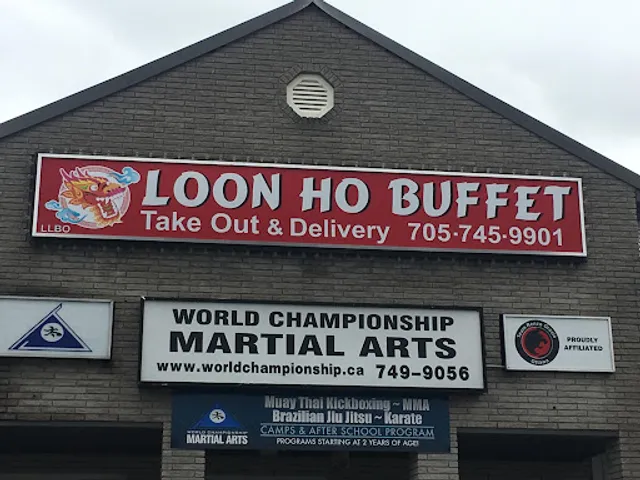 LOON HO BUFFET
Take Out & Delivery 705-745-9901
LLBO
WORLD CHAMPIONSHIP
MARTIAL ARTS
www.worldchampionship.ca 749-9056
PROUDLY
AFFILIATED
Muay Thai Kickboxing ~ MMA
Brazilian Jiu Jitsu ~ Karate
CAMPS & AFTER SCHOOL PROGRAM
PROGRAMS STARTING AT 2 YEARS OF AGE!
WORLD CHAMPIONSHIP
MARTIAL ARTS